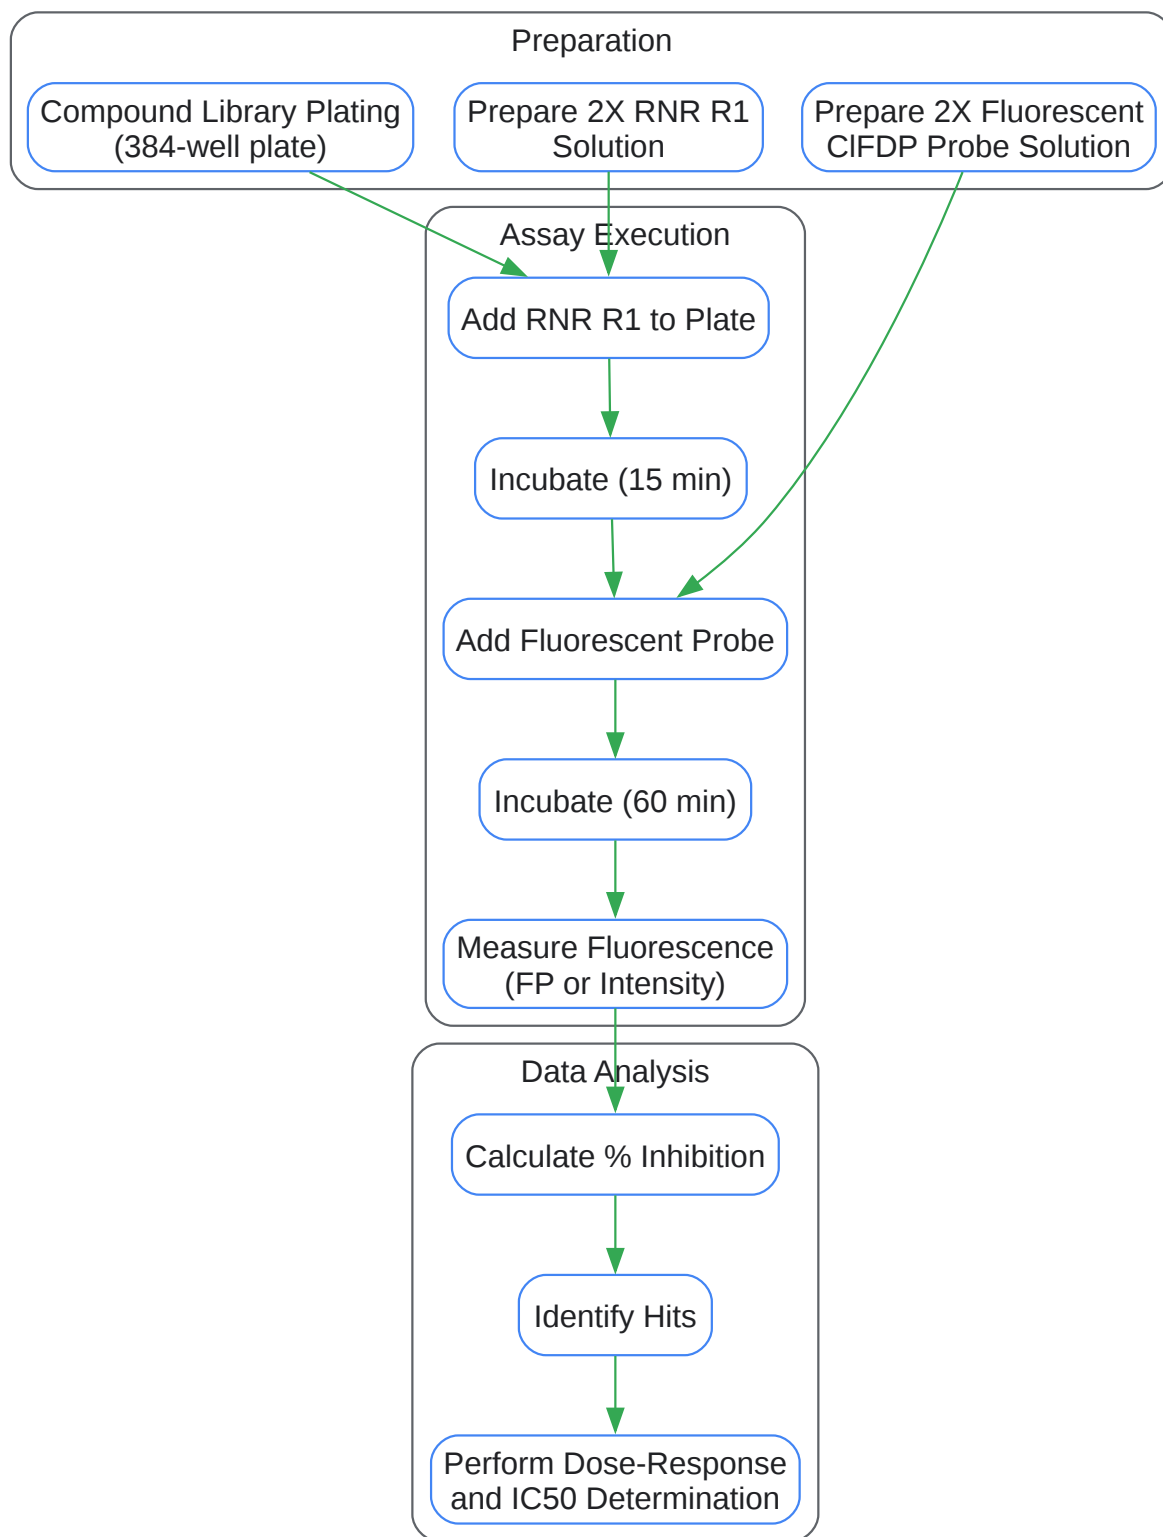 Preparation
Compound Library Plating
(384-well plate)
Prepare 2X RNR R1
Solution
Prepare 2X Fluorescent
ClFDP Probe Solution
Assay Execution
Add RNR R1 to Plate
Incubate (15 min)
Add Fluorescent Probe
Incubate (60 min)
Measure Fluorescence
(FP or Intensity)
Data Analysis
Calculate % Inhibition
Identify Hits
Perform Dose-Response
and IC50 Determination